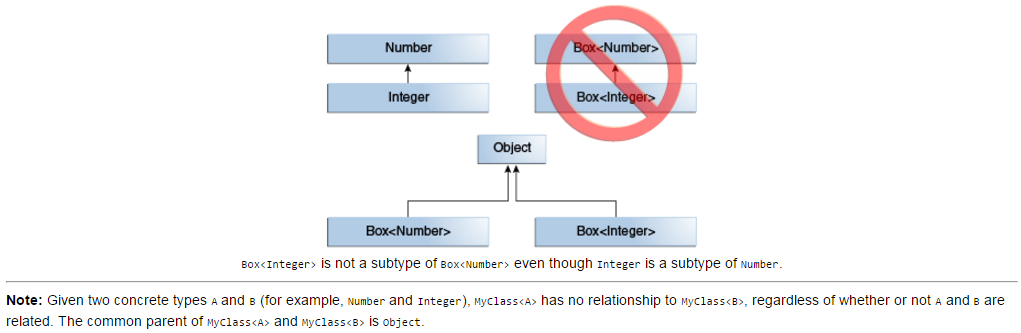 Number
Box<Number>
Integer
Box<Integer>
Object
Box<Number>
Box<Integer>
Box<Integer> is not a subtype of Box<Number> even though Integer is a subtype of Number.
Note: Given two concrete types A and B (for example, Number and Integer), MyClass<A> has no relationship to MyClass<B>, regardless of whether or not A and B are
related. The common parent of MyClass<A> and MyClass<B> is Object.